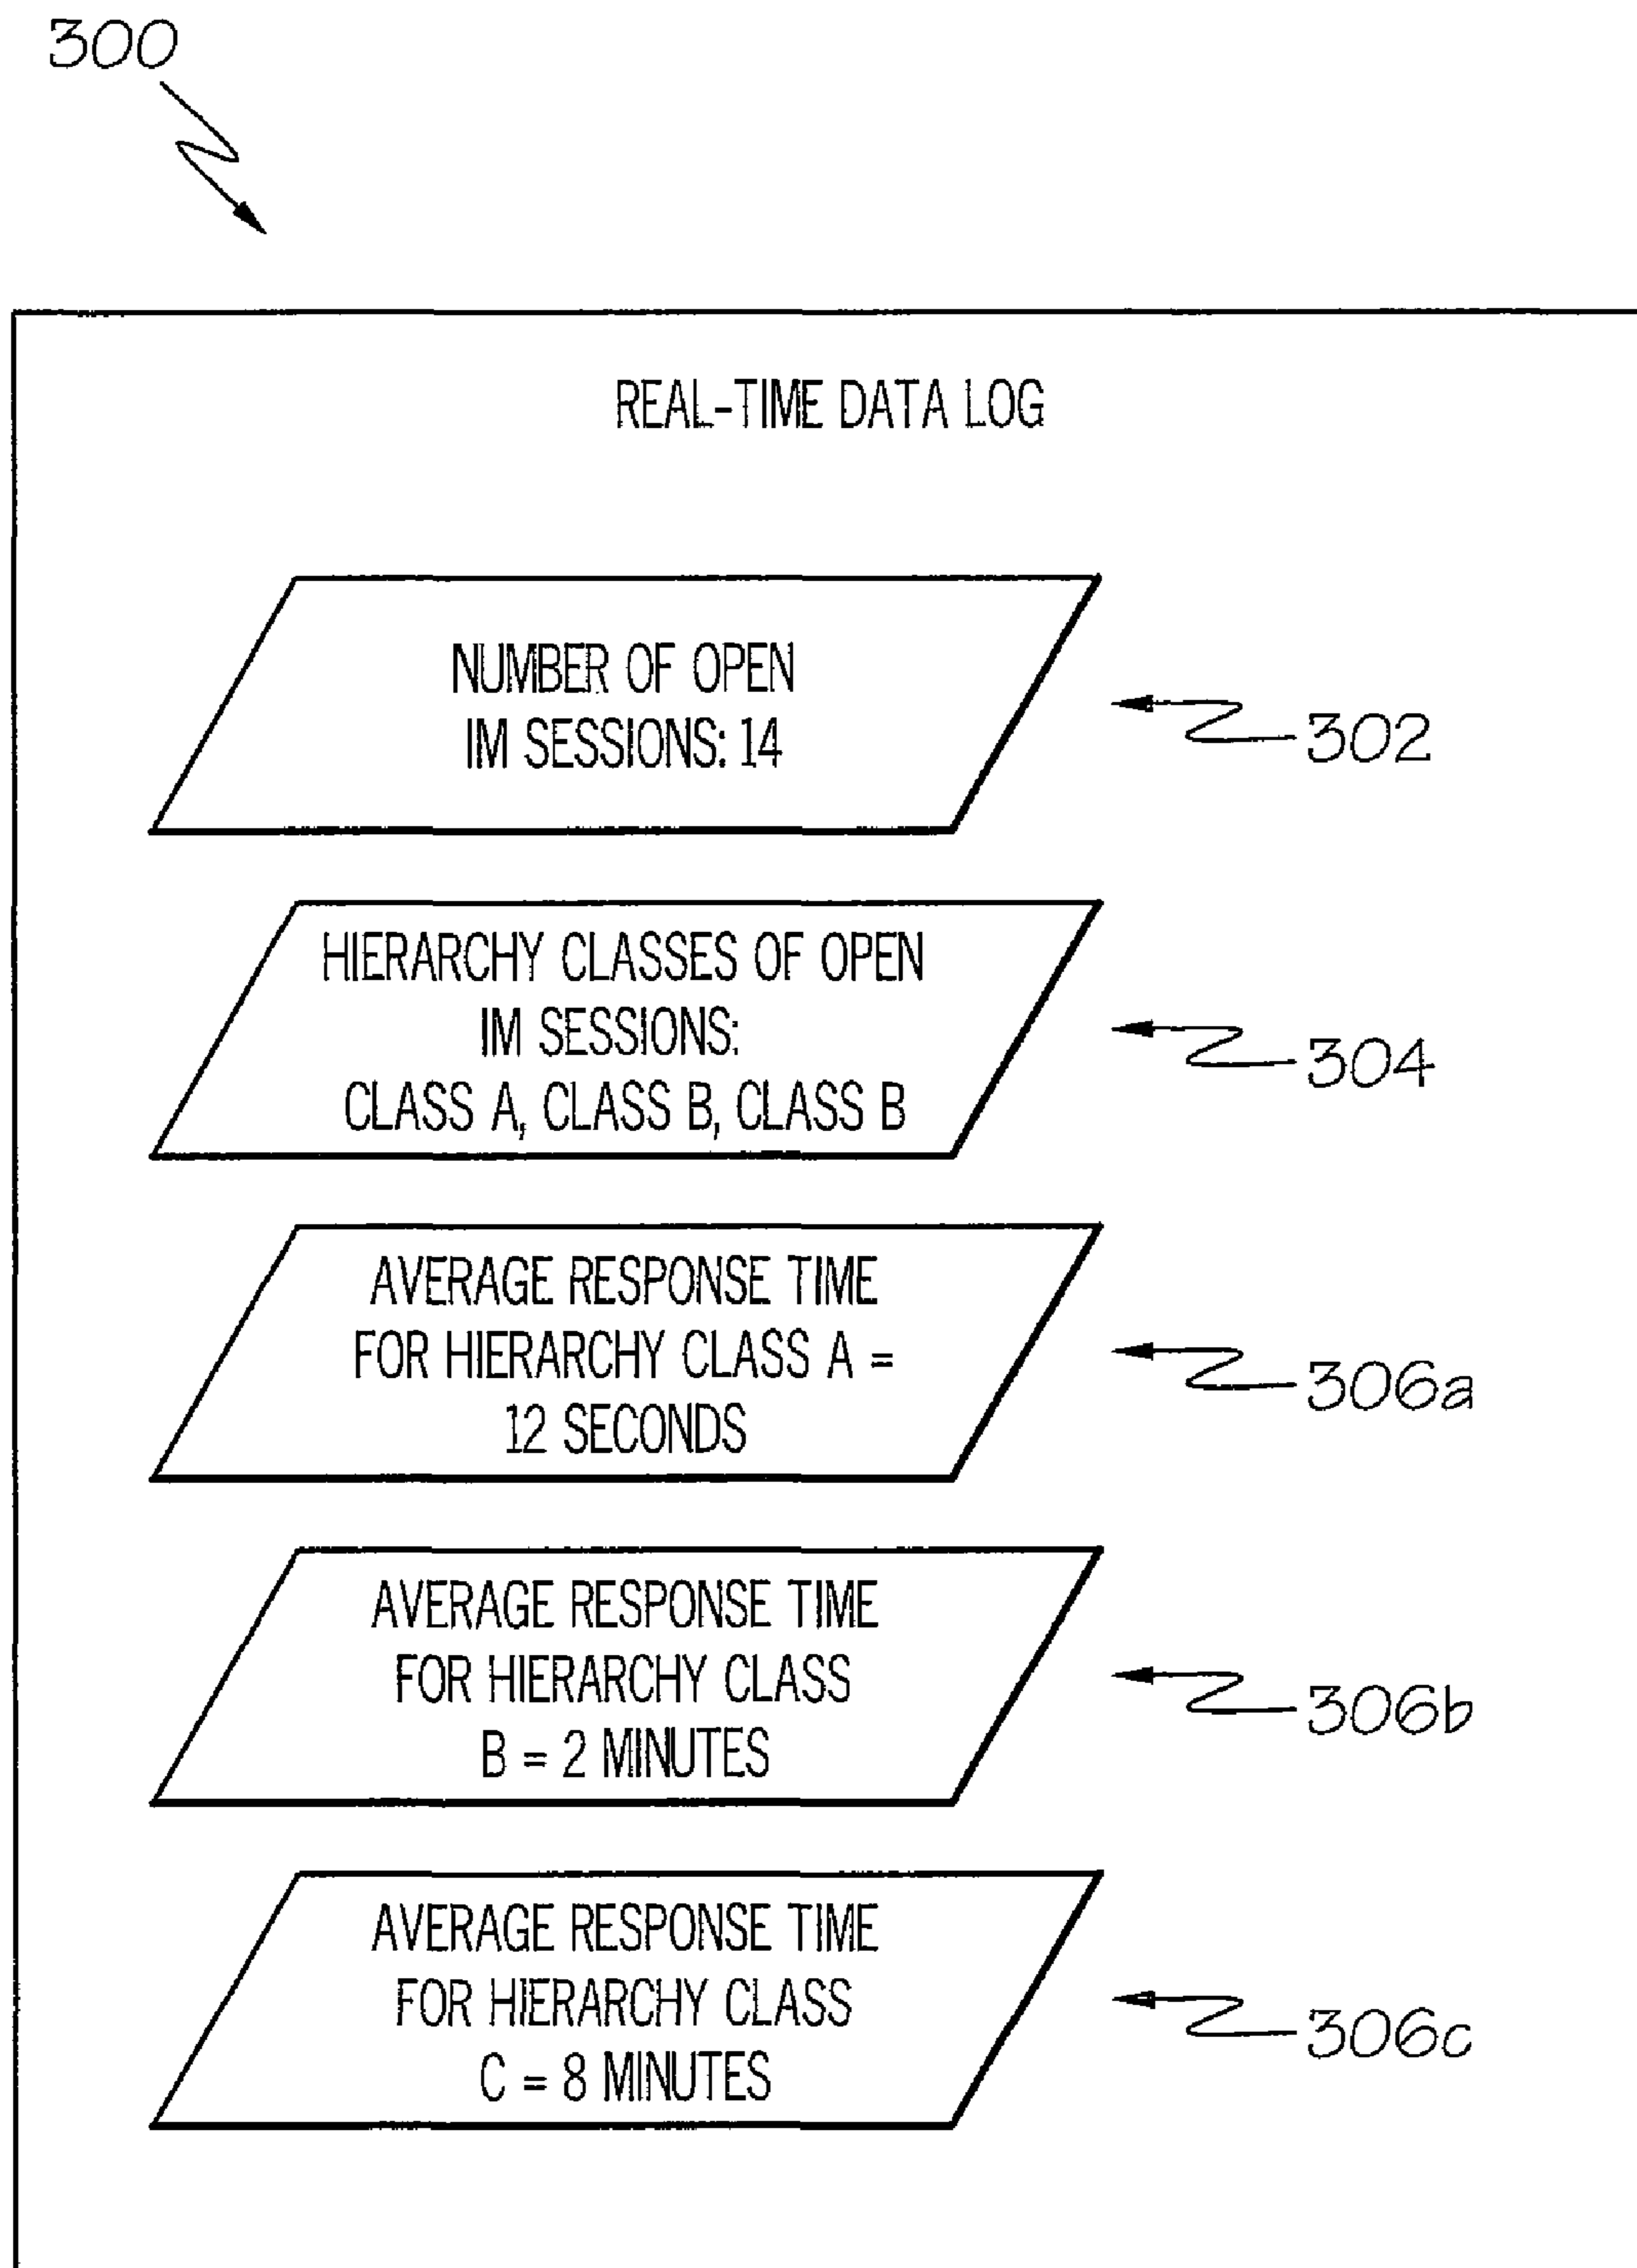 300
REAL-TIME DATA LOG
NUMBER OF OPEN
IM SESSIONS: 14
302
HIERARCHY CLASSES OF OPEN
IM SESSIONS:
CLASS A, CLASS B, CLASS B
304
AVERAGE RESPONSE TIME
FOR HIERARCHY CLASS A =
12 SECONDS
306a
AVERAGE RESPONSE TIME
FOR HIERARCHY CLASS
B = 2 MINUTES
306b
AVERAGE RESPONSE TIME
FOR HIERARCHY CLASS
C = 8 MINUTES
306c